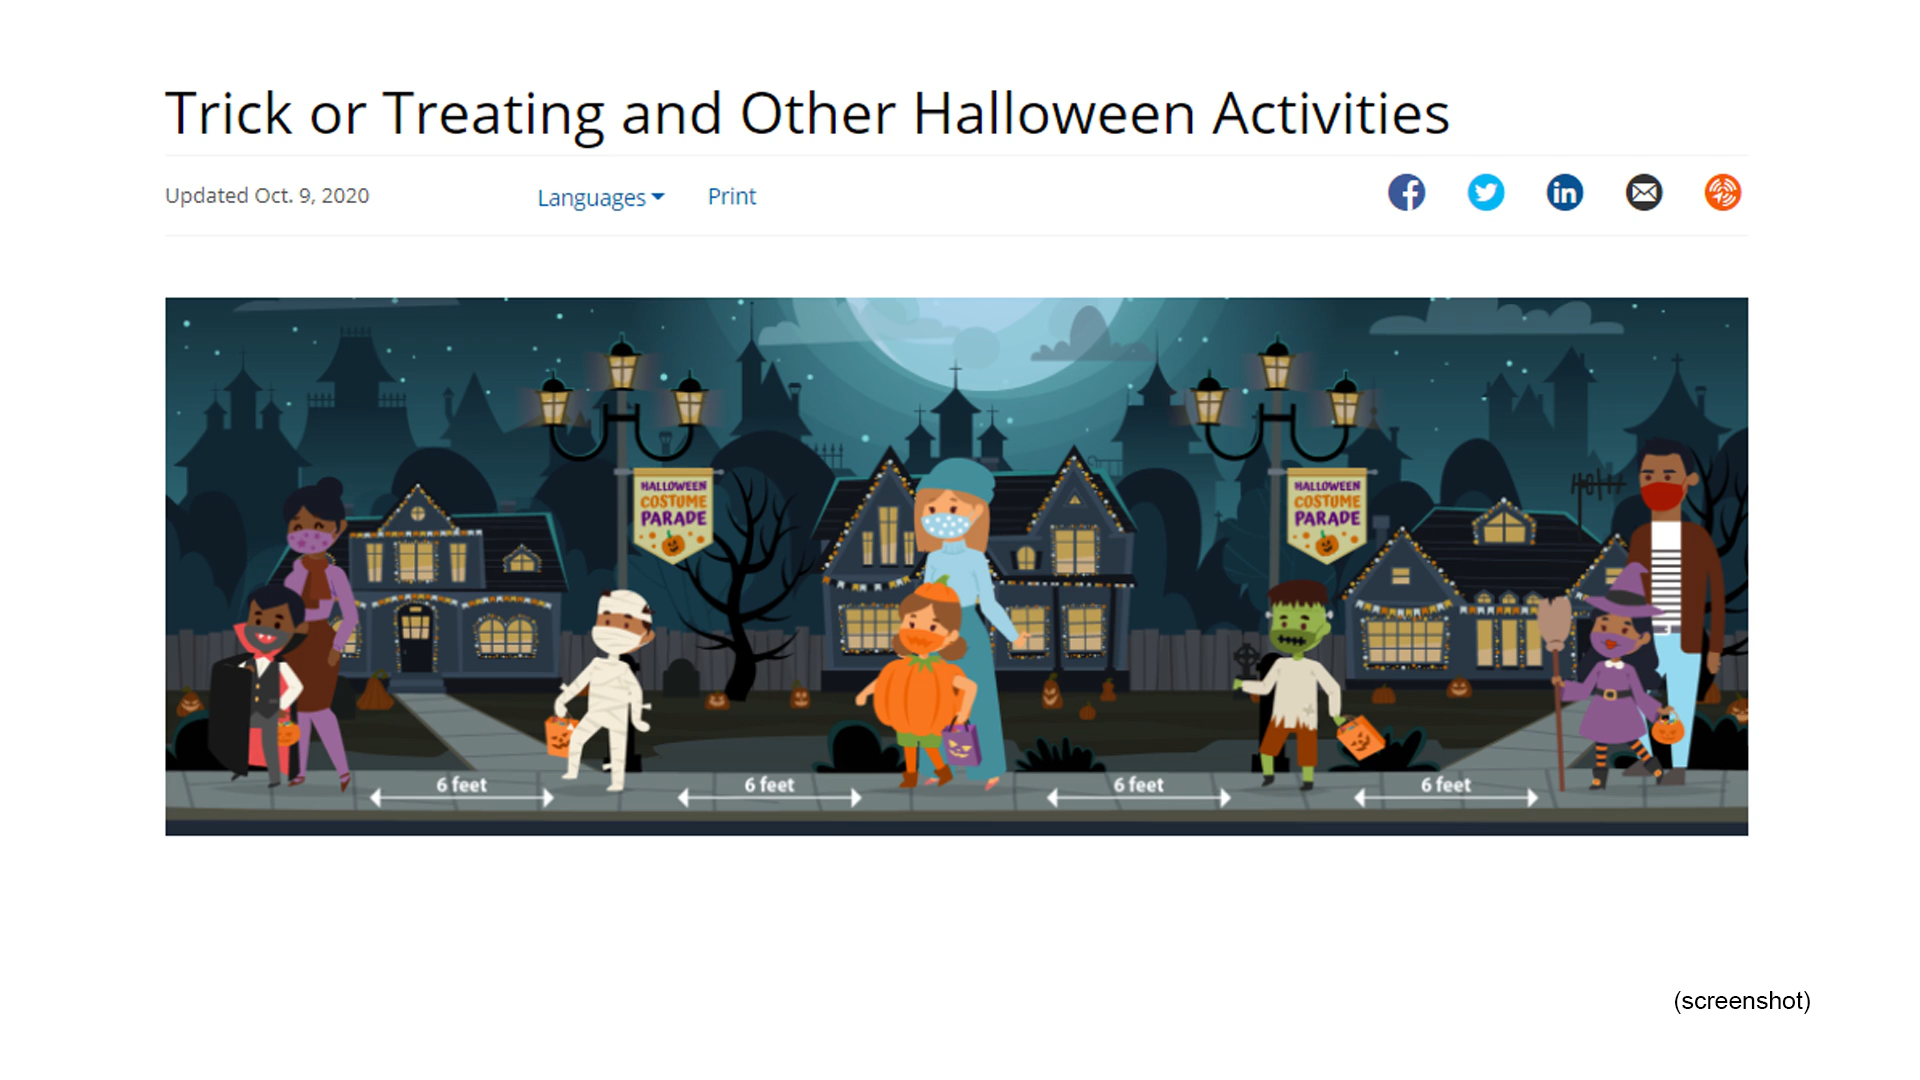 Trick or Treating and Other Halloween Activities
Updated Oct. 9, 2020 Languages Print
HALLOWEEN
COSTUME
PARADE
HALLOWEEN
COSTUME
PARADE
6 feet 6 feet 6 feet 6 feet
(screenshot)